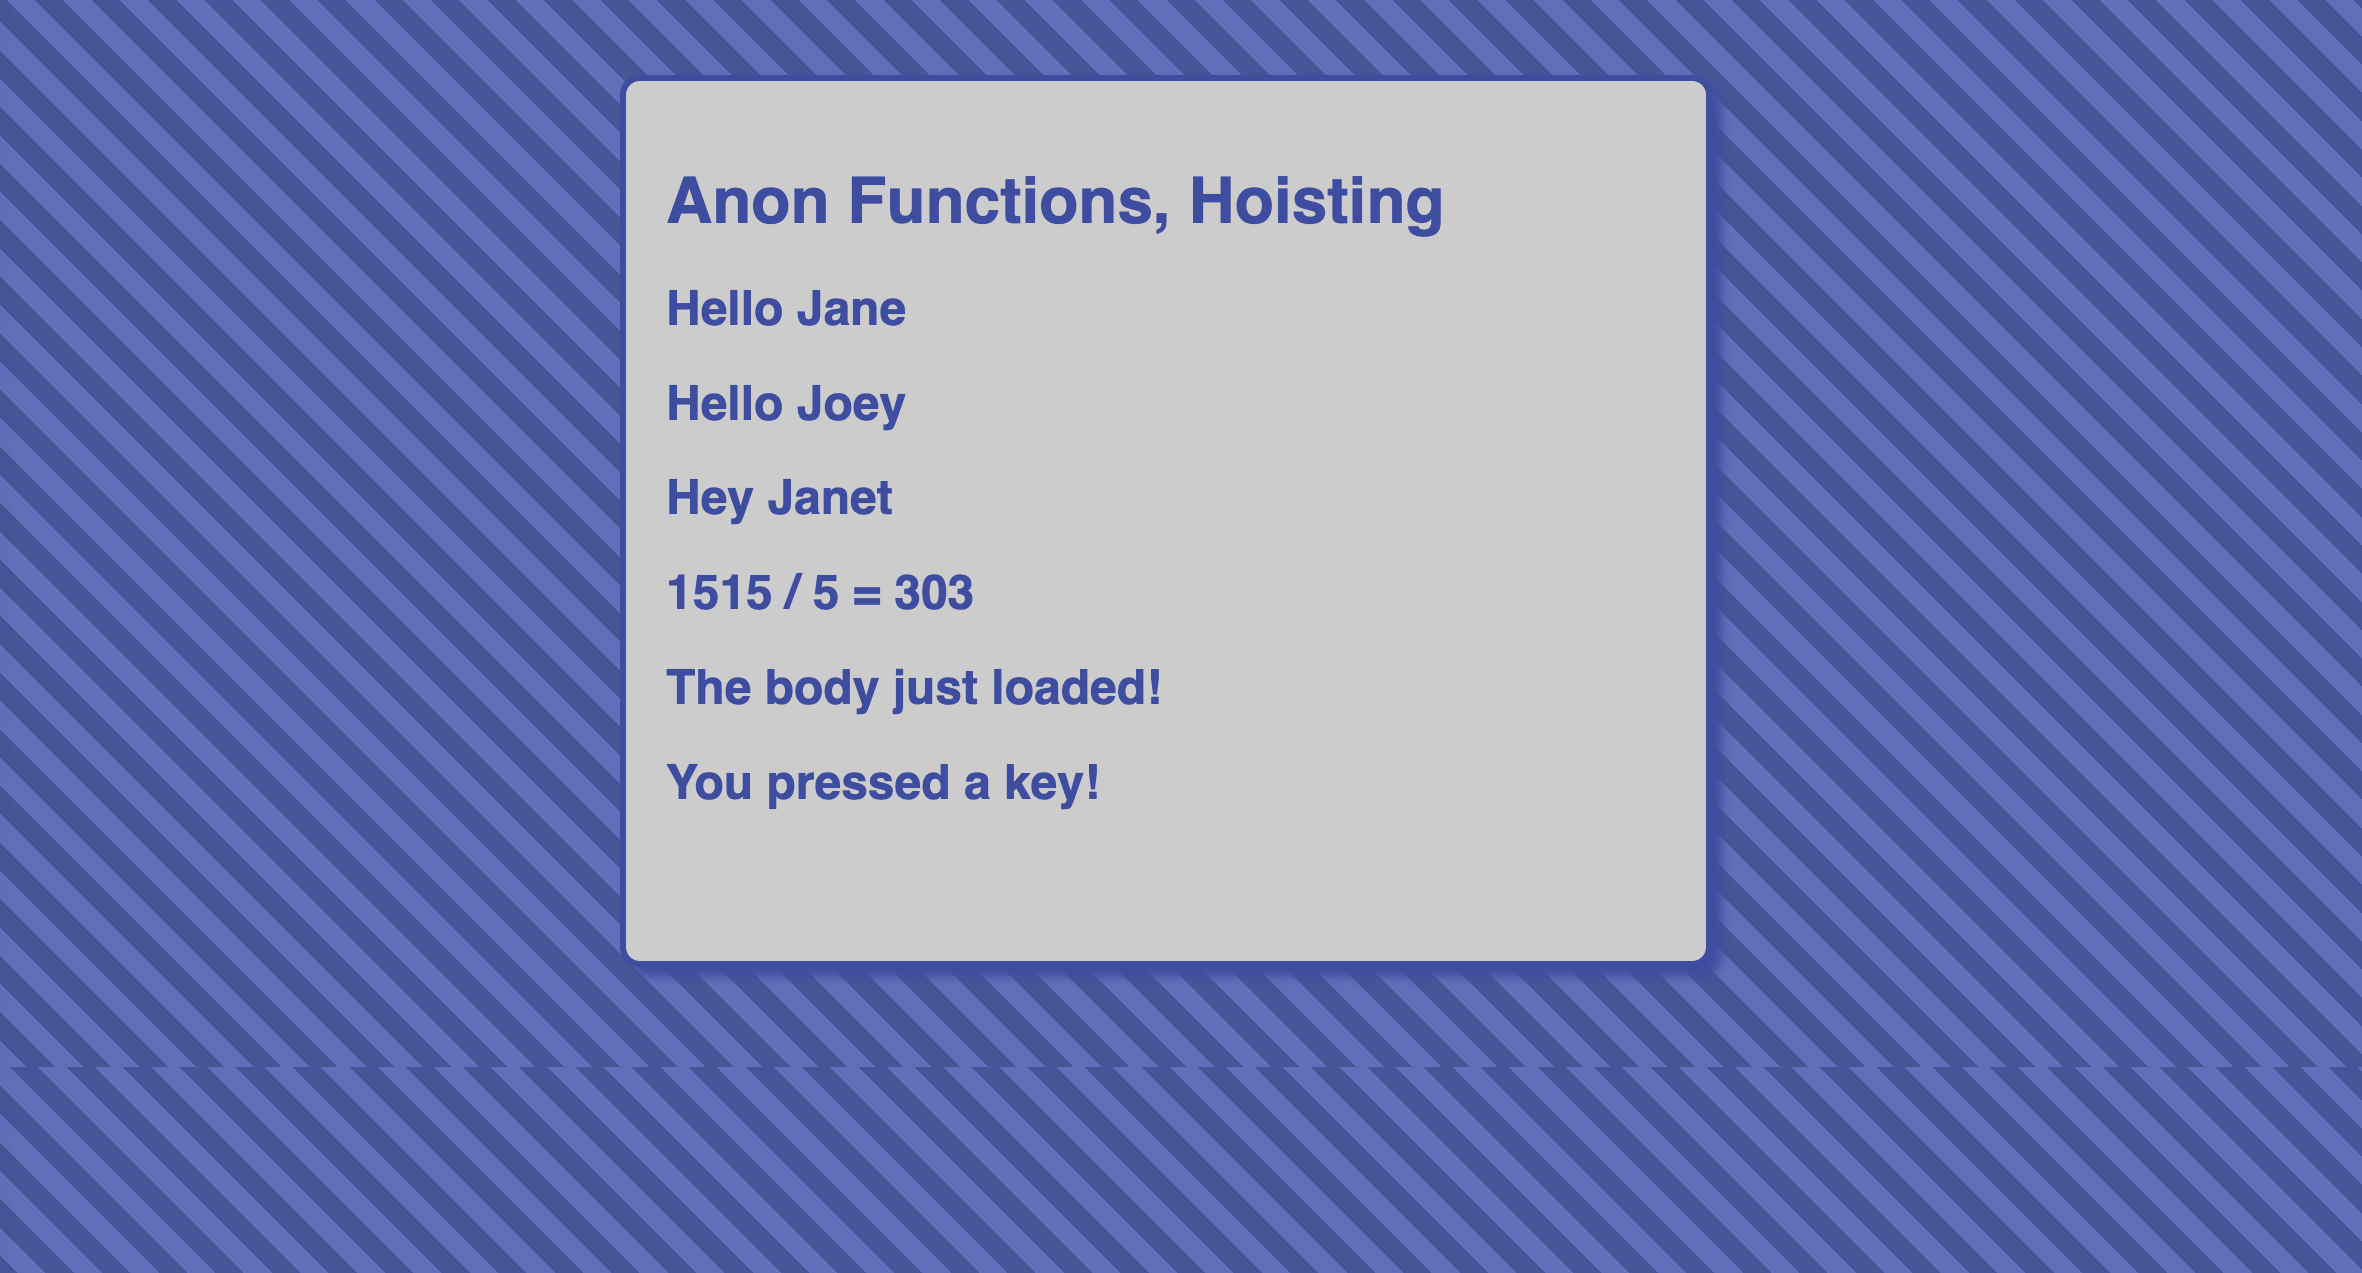 Anon Functions, Hoisting
Hello Jane
Hello Joey
Hey Janet
1515 / 5 = 303
The body just loaded!
You pressed a key!